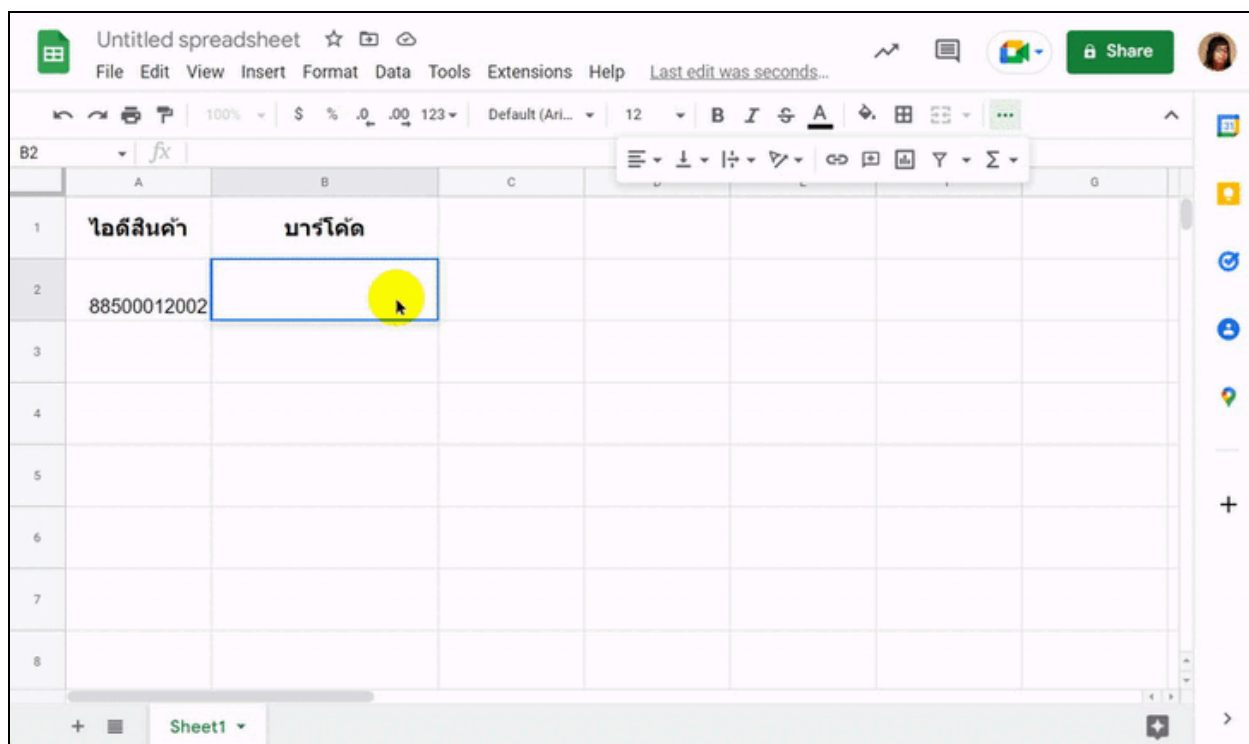 Untitled spreadsheet
File Edit View Insert Format Data Tools Extensions Help Last edit was seconds...
Share
100% $ % .0 .00 123 Default (Ari... 12 B I S A
B2 fx
A B C G
1 ไอดีสินค้า บาร์โค้ด
2 88500012002
3
4
5
6
7
8
Sheet1
31